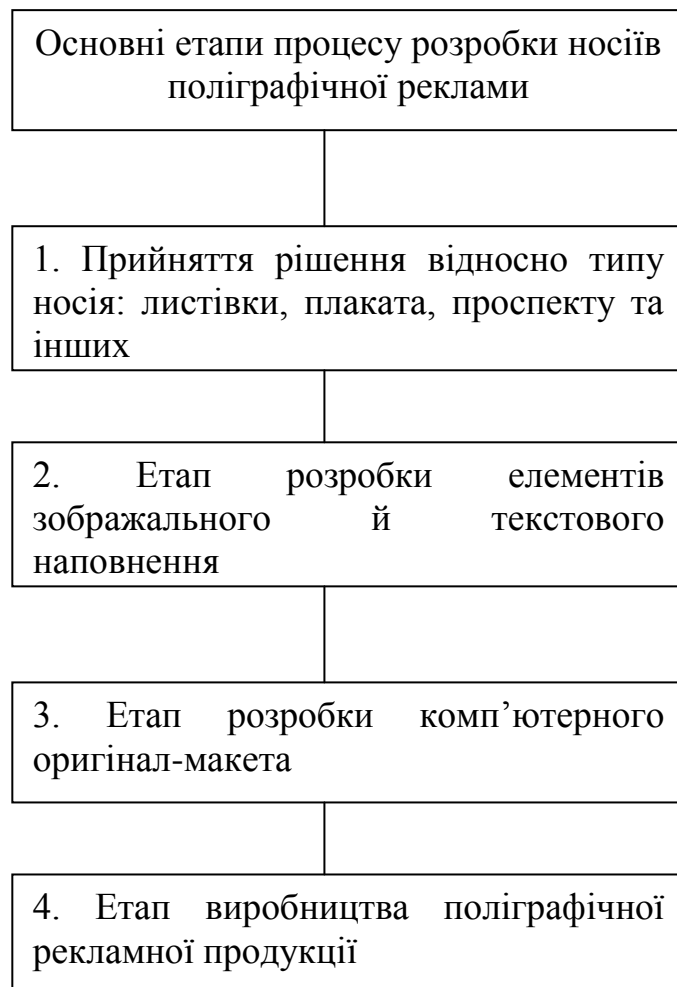 Основні етапи процесу розробки носіїв
поліграфічної реклами
1. Прийняття рішення відносно типу
носія: листівки, плаката, проспекту та
інших
2. Етап розробки елементів
зображального й текстового
наповнення
3. Етап розробки комп’ютерного
оригінал-макета
4. Етап виробництва поліграфічної
рекламної продукції